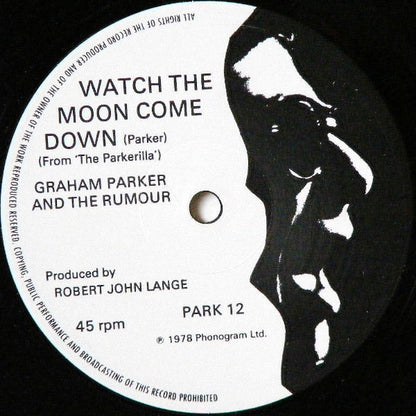 ALL RIGHTS OF THE RECORD PRODUCER AND OF THE OWNER OF THE WORK REPRODUCED RESERVED. COPYING, PUBLIC PERFORMANCE AND BROADCASTING OF THIS RECORD PROHIBITED
WATCH THE
MOON COME
DOWN (Parker)
(From 'The Parkerilla')
GRAHAM PARKER
AND THE RUMOUR
Produced by
ROBERT JOHN LANGE
PARK 12
45 rpm
℗ 1978 Phonogram Ltd.